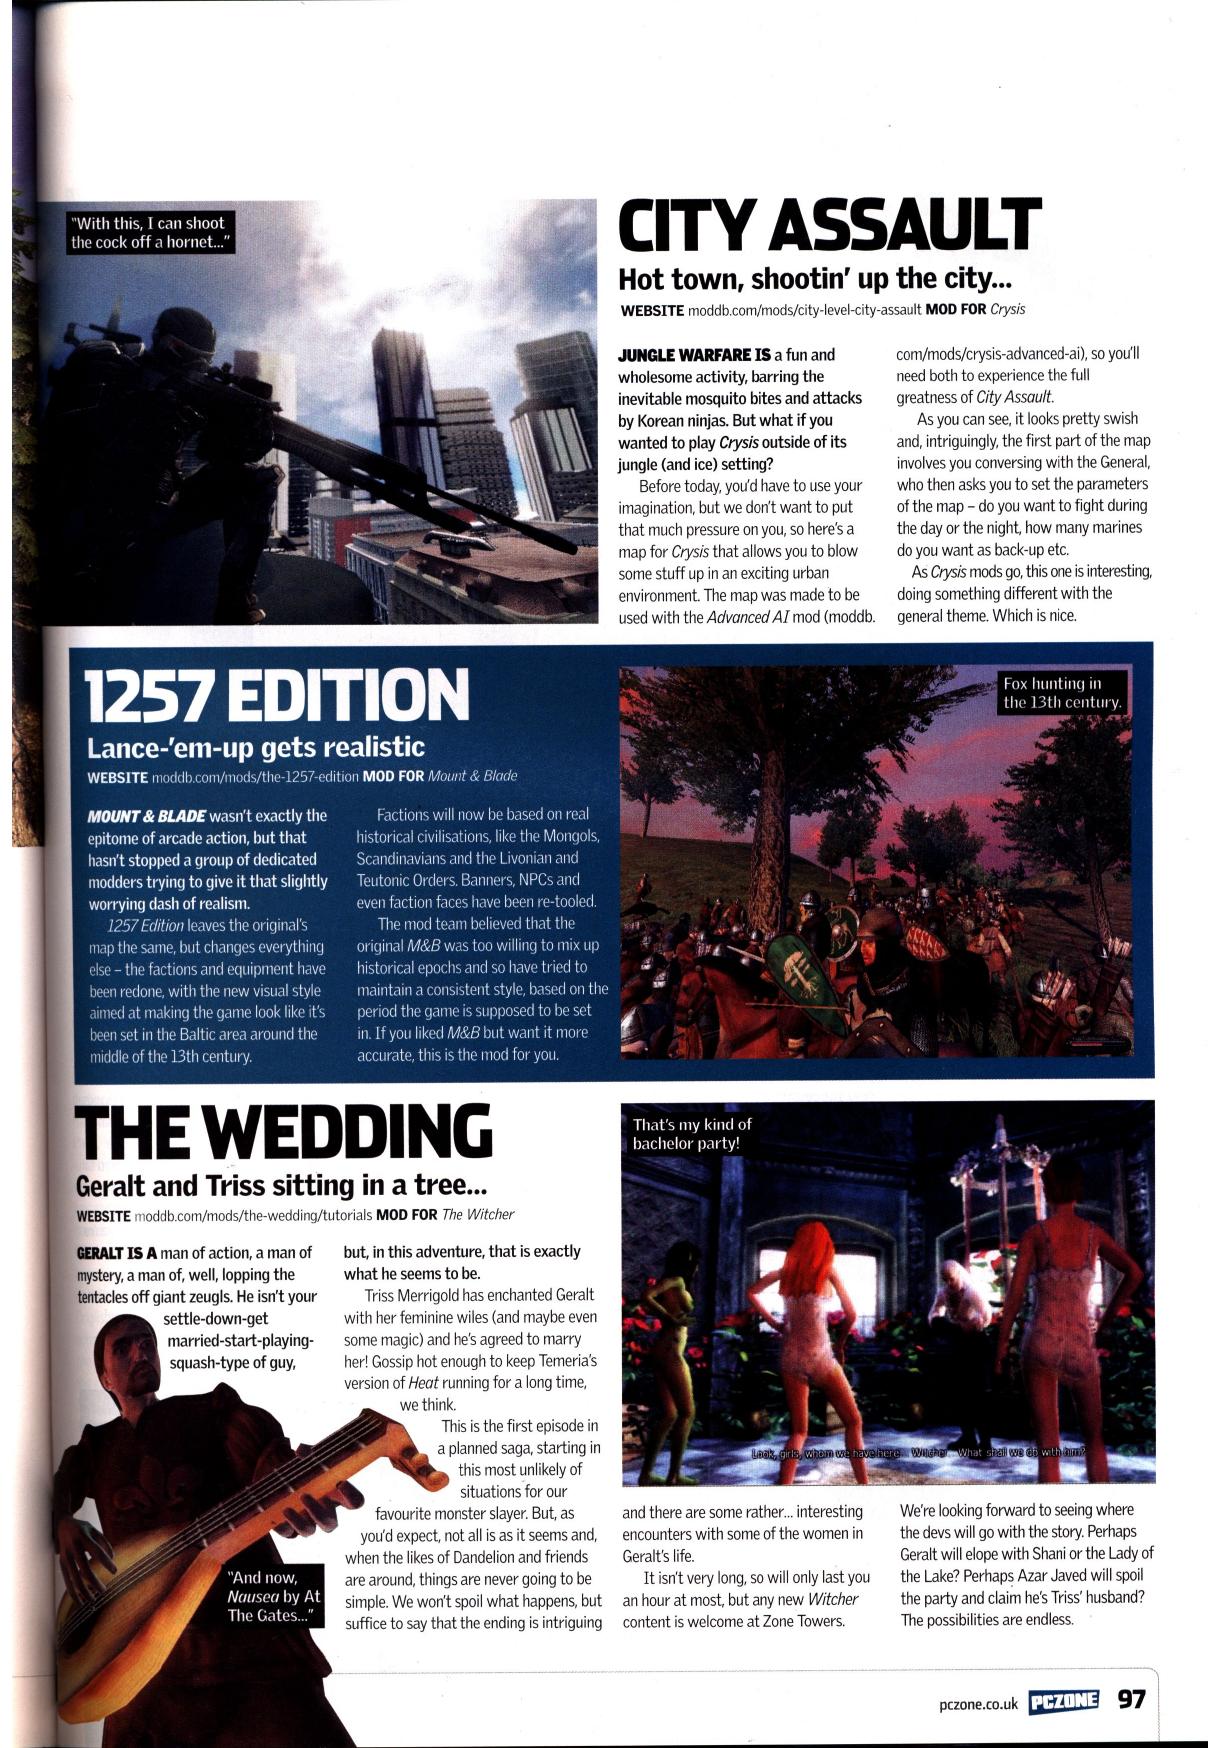 "With this, I can shoot
the cock off a hornet..."
CITY ASSAULT
Hot town, shootin' up the city...
WEBSITE moddb.com/mods/city-level-city-assault MOD FOR Crysis
JUNGLE WARFARE IS a fun and
wholesome activity, barring the
inevitable mosquito bites and attacks
by Korean ninjas. But what if you
wanted to play Crysis outside of its
jungle (and ice) setting?
Before today, you'd have to use your
imagination, but we don't want to put
that much pressure on you, so here's a
map for Crysis that allows you to blow
some stuff up in an exciting urban
environment. The map was made to be
used with the Advanced AI mod (moddb.
com/mods/crysis-advanced-ai), so you'll
need both to experience the full
greatness of City Assault.
As you can see, it looks pretty swish
and, intriguingly, the first part of the map
involves you conversing with the General,
who then asks you to set the parameters
of the map – do you want to fight during
the day or the night, how many marines
do you want as back-up etc.
As Crysis mods go, this one is interesting,
doing something different with the
general theme. Which is nice.
1257 EDITION
Lance-'em-up gets realistic
WEBSITE moddb.com/mods/the-1257-edition MOD FOR Mount & Blade
MOUNT & BLADE wasn't exactly the
epitome of arcade action, but that
hasn't stopped a group of dedicated
modders trying to give it that slightly
worrying dash of realism.
1257 Edition leaves the original's
map the same, but changes everything
else – the factions and equipment have
been redone, with the new visual style
aimed at making the game look like it's
been set in the Baltic area around the
middle of the 13th century.
Factions will now be based on real
historical civilisations, like the Mongols,
Scandinavians and the Livonian and
Teutonic Orders. Banners, NPCs and
even faction faces have been re-tooled.
The mod team believed that the
original M&B was too willing to mix up
historical epochs and so have tried to
maintain a consistent style, based on the
period the game is supposed to be set
in. If you liked M&B but want it more
accurate, this is the mod for you.
Fox hunting in
the 13th century.
THE WEDDING
Geralt and Triss sitting in a tree...
WEBSITE moddb.com/mods/the-wedding/tutorials MOD FOR The Witcher
GERALT IS A man of action, a man of
mystery, a man of, well, lopping the
tentacles off giant zeugls. He isn't your
settle-down-get
married-start-playing-
squash-type of guy,
but, in this adventure, that is exactly
what he seems to be.
Triss Merrigold has enchanted Geralt
with her feminine wiles (and maybe even
some magic) and he's agreed to marry
her! Gossip hot enough to keep Temeria's
version of Heat running for a long time,
we think.
This is the first episode in
a planned saga, starting in
this most unlikely of
situations for our
favourite monster slayer. But, as
you'd expect, not all is as it seems and,
when the likes of Dandelion and friends
are around, things are never going to be
simple. We won't spoil what happens, but
suffice to say that the ending is intriguing
"And now,
Nausea by At
The Gates..."
That's my kind of
bachelor party!
Look, girls, whom we have here... Witcher... What shall we do with him?
and there are some rather... interesting
encounters with some of the women in
Geralt's life.
It isn't very long, so will only last you
an hour at most, but any new Witcher
content is welcome at Zone Towers.
We're looking forward to seeing where
the devs will go with the story. Perhaps
Geralt will elope with Shani or the Lady of
the Lake? Perhaps Azar Javed will spoil
the party and claim he's Triss' husband?
The possibilities are endless.
pczone.co.uk PCZONE 97